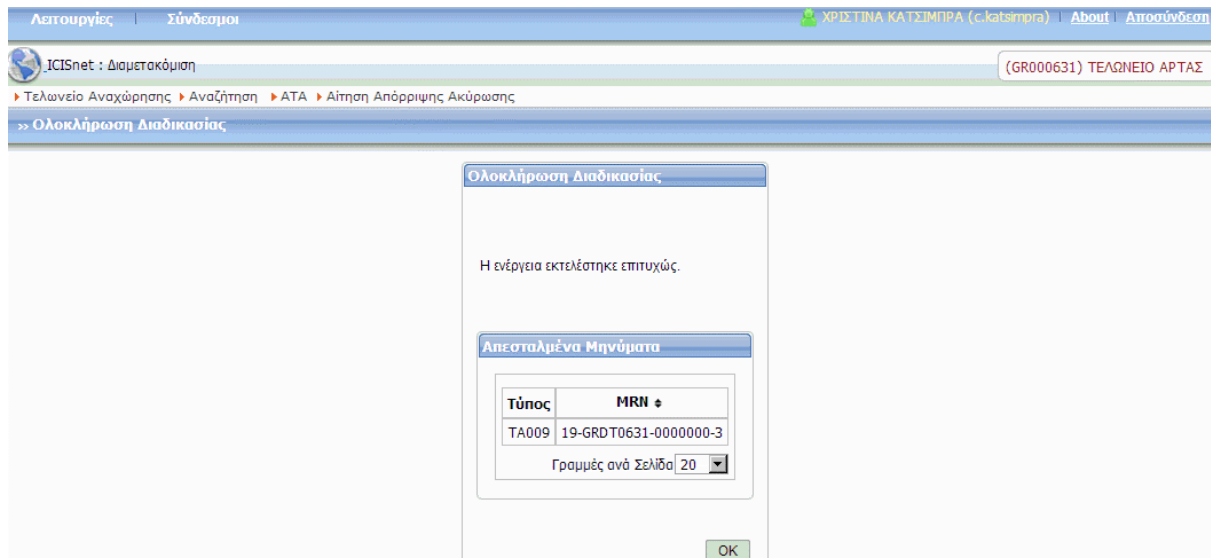 Λειτουργίες | Σύνδεσμοι ΧΡΙΣΤΙΝΑ ΚΑΤΣΙΜΠΡΑ (c.katsimpra) | About | Αποσύνδεση
ICISnet : Διαμετακόμιση (GR000631) ΤΕΛΩΝΕΙΟ ΑΡΤΑΣ
Τελωνείο Αναχώρησης Αναζήτηση ATA Αίτηση Απόρριψης Ακύρωσης
» Ολοκλήρωση Διαδικασίας
Ολοκλήρωση Διαδικασίας
Η ενέργεια εκτελέστηκε επιτυχώς.
Απεσταλμένα Μηνύματα
Τύπος MRN
TA009 19-GRDT0631-0000000-3
Γραμμές ανά Σελίδα 20
OK